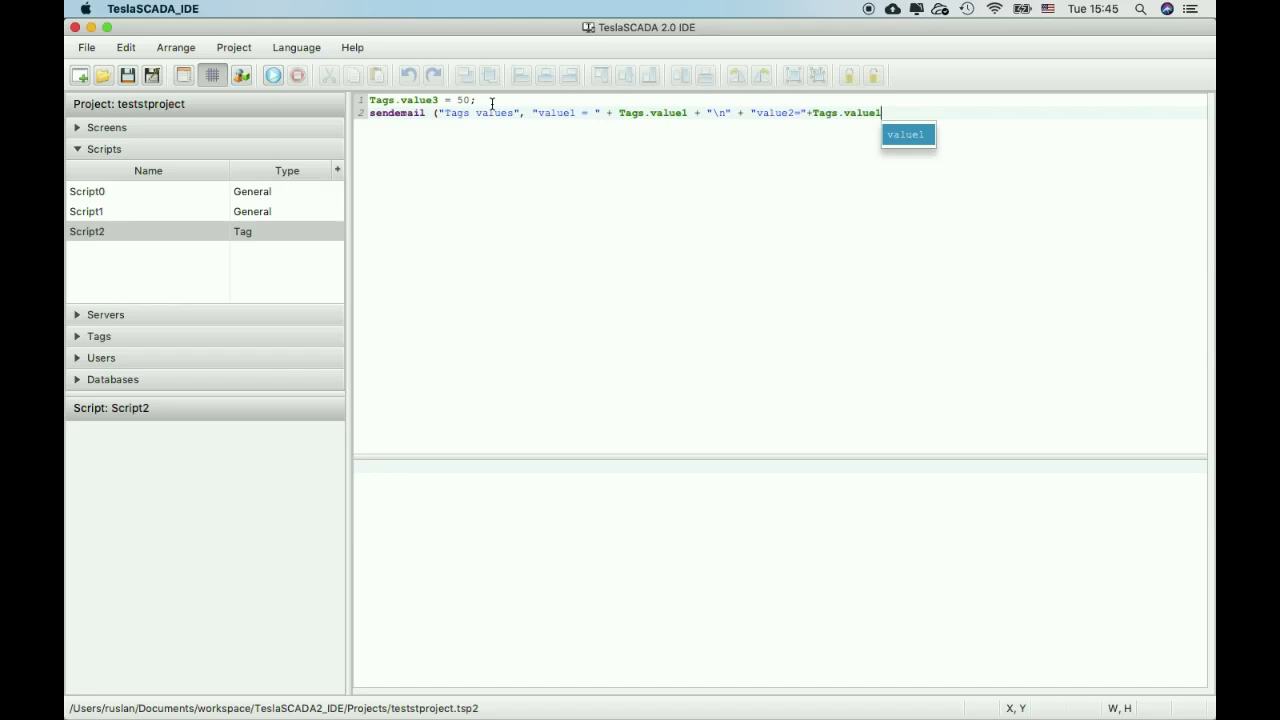 TeslaSCADA_IDE
Tue 15:45
TeslaSCADA 2.0 IDE
File Edit Arrange Project Language Help
Project: teststproject
Screens
Scripts
Name Type +
Script0 General
Script1 General
Script2 Tag
Servers
Tags
Users
Databases
Script: Script2
1 Tags.value3 = 50;
2 sendemail ("Tags values", "value1 = " + Tags.value1 + "\n" + "value2="+Tags.value1
value1
/Users/ruslan/Documents/workspace/TeslaSCADA2_IDE/Projects/teststproject.tsp2
X, Y W, H